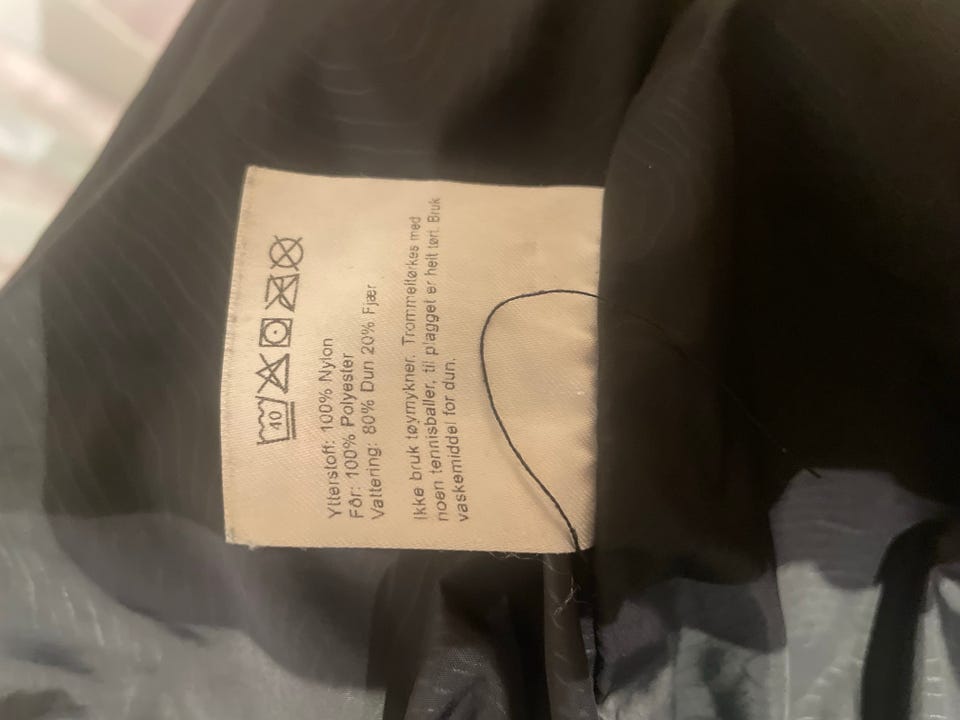 40
Ytterstoff: 100% Nylon
Fôr: 100% Polyester
Vattering: 80% Dun 20% Fjær
Ikke bruk tøymykner. Trommeltørkes med
noen tennisballer, til plagget er helt tørt. Bruk
vaskemiddel for dun.